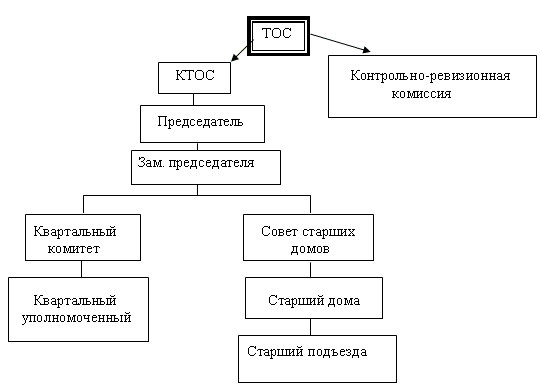 ТОС
КТОС
Контрольно-ревизионная
комиссия
Председатель
Зам. председателя
Квартальный
комитет
Совет старших
домов
Квартальный
уполномоченный
Старший дома
Старший подъезда